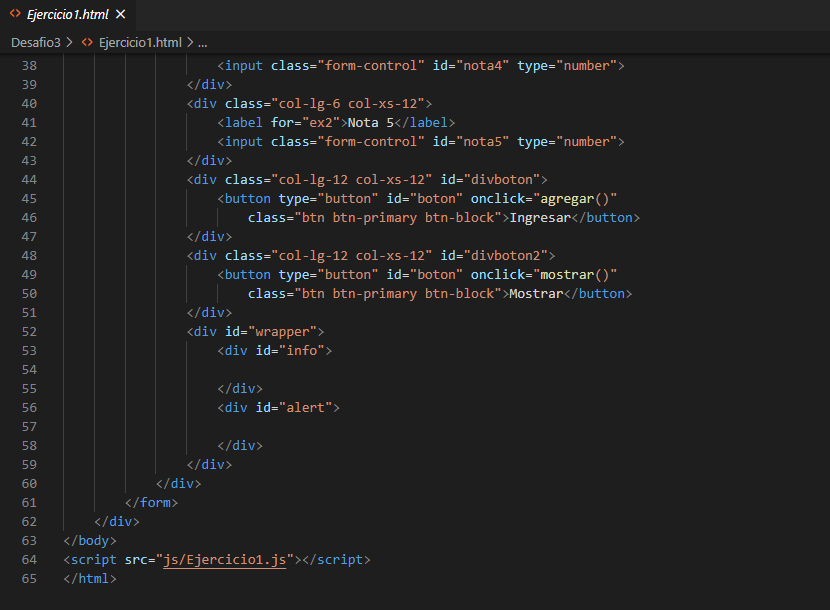 Ejercicio1.html
Desafio3 > Ejercicio1.html > ...
38 <input class="form-control" id="nota4" type="number">
39 </div>
40 <div class="col-lg-6 col-xs-12">
41 <label for="ex2">Nota 5</label>
42 <input class="form-control" id="nota5" type="number">
43 </div>
44 <div class="col-lg-12 col-xs-12" id="divboton">
45 <button type="button" id="boton" onclick="agregar()"
46 class="btn btn-primary btn-block">Ingresar</button>
47 </div>
48 <div class="col-lg-12 col-xs-12" id="divboton2">
49 <button type="button" id="boton" onclick="mostrar()"
50 class="btn btn-primary btn-block">Mostrar</button>
51 </div>
52 <div id="wrapper">
53 <div id="info">
54
55 </div>
56 <div id="alert">
57
58 </div>
59 </div>
60 </div>
61 </form>
62 </div>
63 </body>
64 <script src="js/Ejercicio1.js"></script>
65 </html>